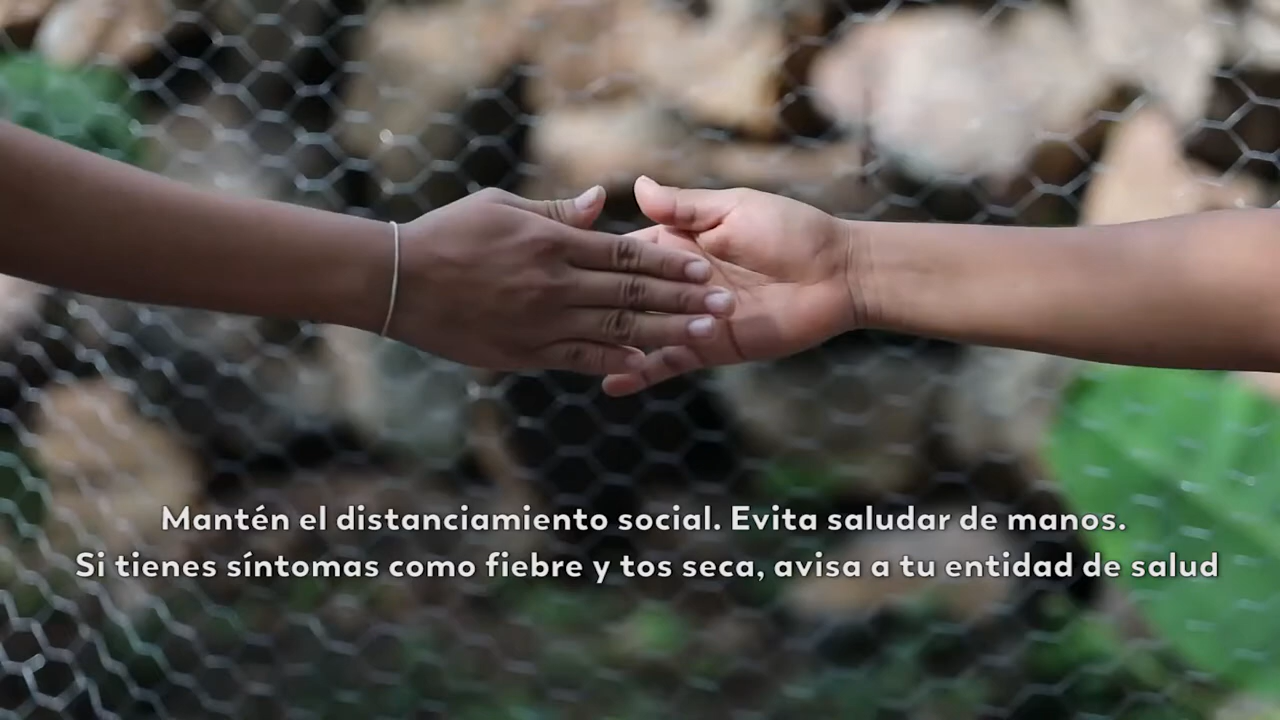 Mantén el distanciamiento social. Evita saludar de manos.
Si tienes síntomas como fiebre y tos seca, avisa a tu entidad de salud